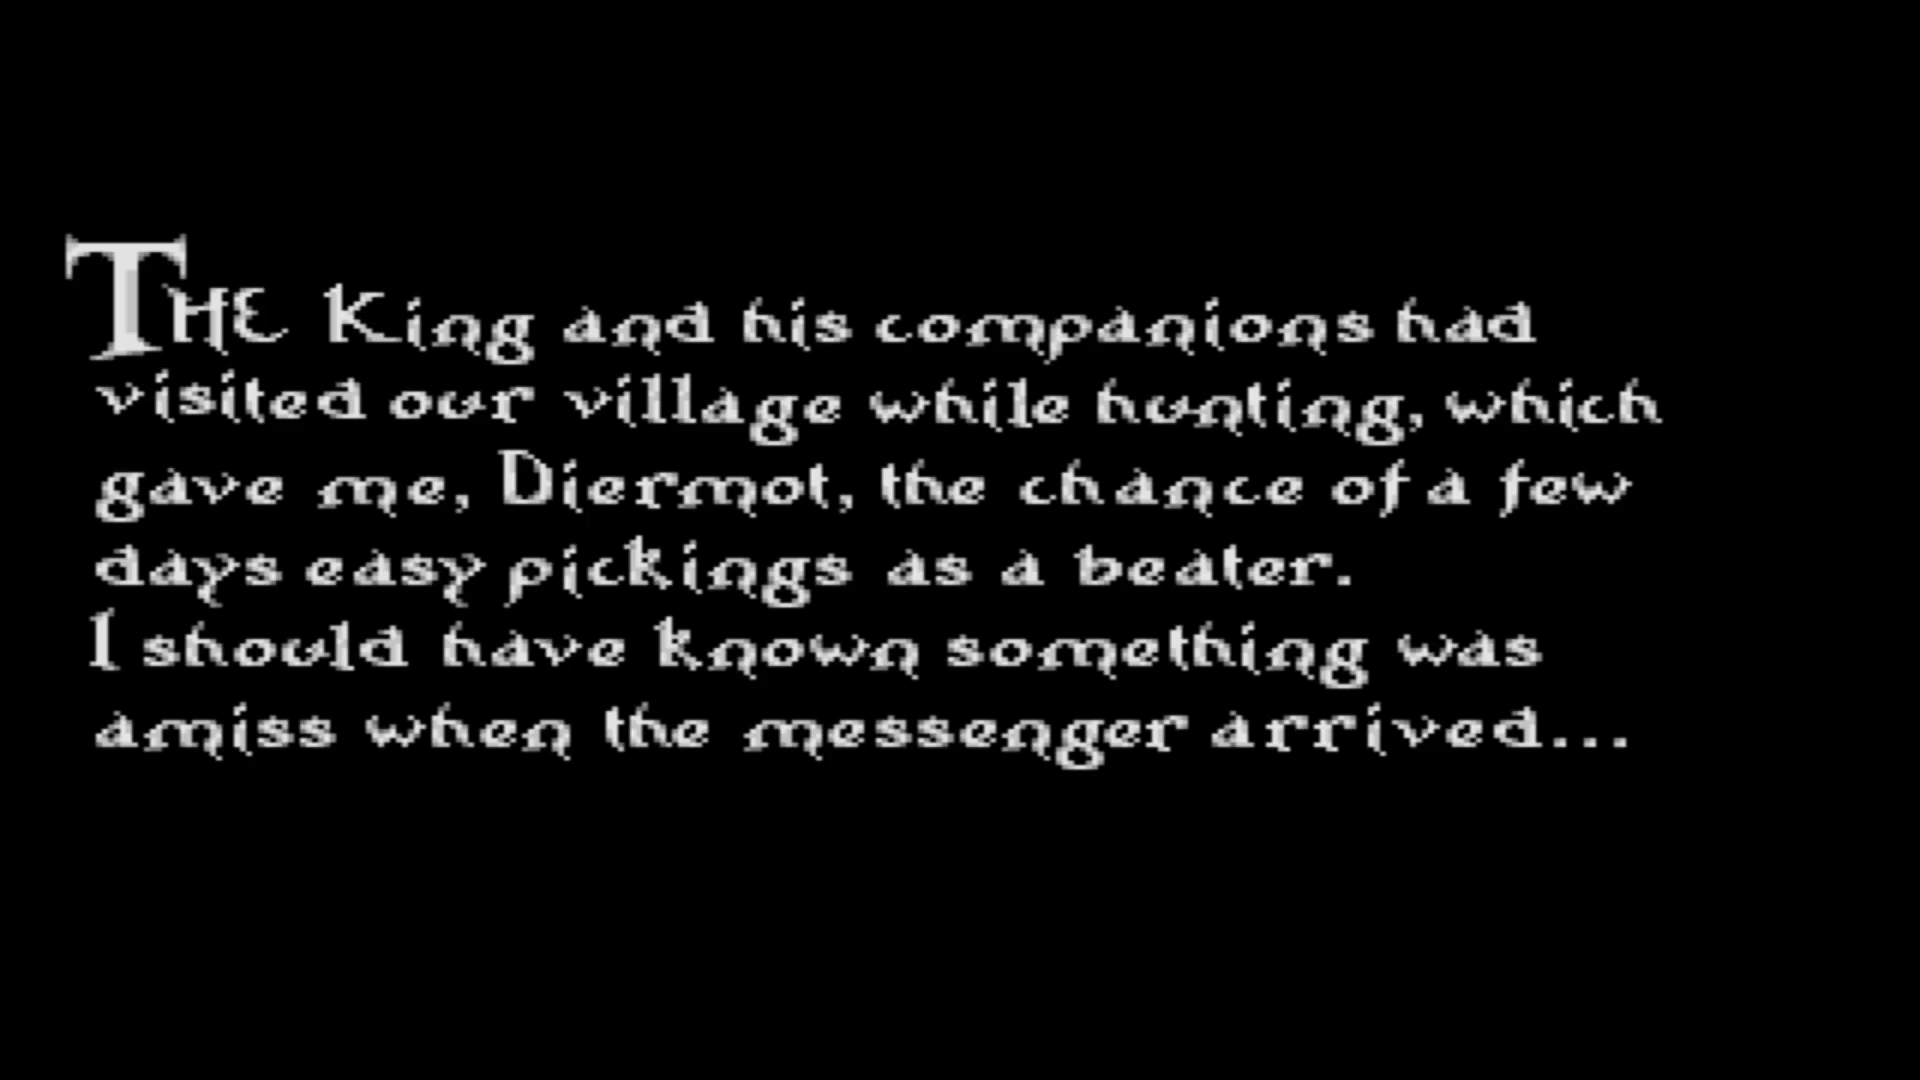 THE King and his companions had
visited our village while hunting, which
gave me, Diermot, the chance of a few
days easy pickings as a beater.
I should have known something was
amiss when the messenger arrived...